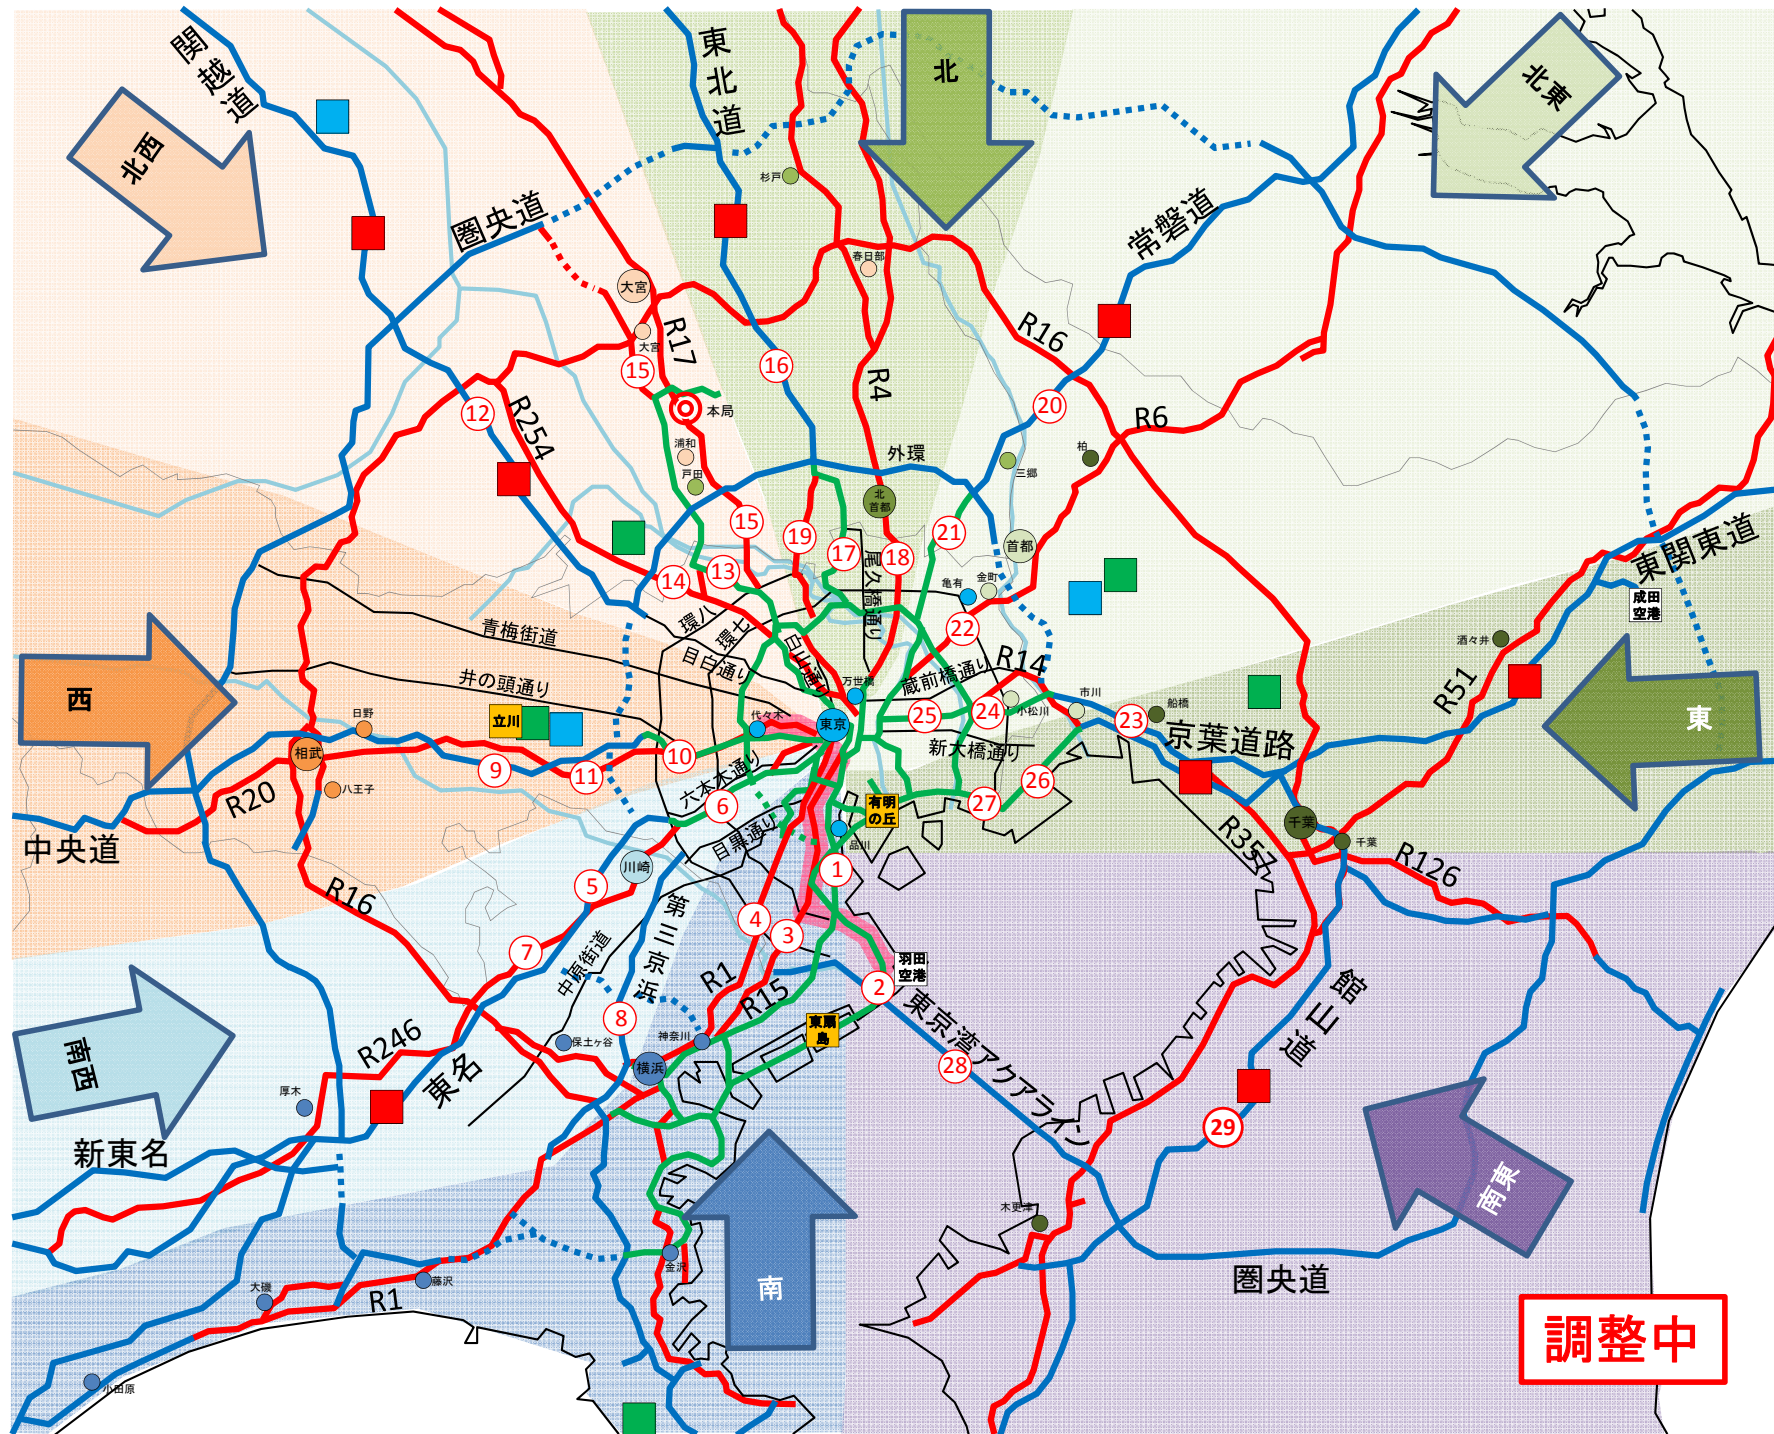 関越道
東北道
北
北東
北西
杉戸
圏央道
常磐道
春日部
大宮
R16
R17
大宮
15
16
R4
20
R6
12
R254
本局
外環
柏
浦和
三郷
戸田
北
首都
15
19
17
18
21
首都
東関東道
尾久橋通り
14
13
亀有
金町
成田
空港
青梅街道
環八
環七
22
酒々井
目白通り
白山通り
R14
井の頭通り
蔵前橋通り
R51
西
万世橋
市川
船橋
東
日野
立川
代々木
東京
25
24
小松川
23
京葉道路
相武
10
新大橋通り
9
11
六本木通り
26
R20
八王子
6
有明
の丘
27
中央道
目黒通り
品川
千葉
千葉
R357
R126
川崎
1
R16
5
第三京浜
4
3
7
中原街道
羽田
空港
R1
R15
2
東京湾アクアライン
館山道
8
東扇
島
南西
R246
保土ヶ谷
神奈川
東名
横浜
28
厚木
29
新東名
南東
木更津
金沢
南
圏央道
大磯
藤沢
R1
調整中
小田原